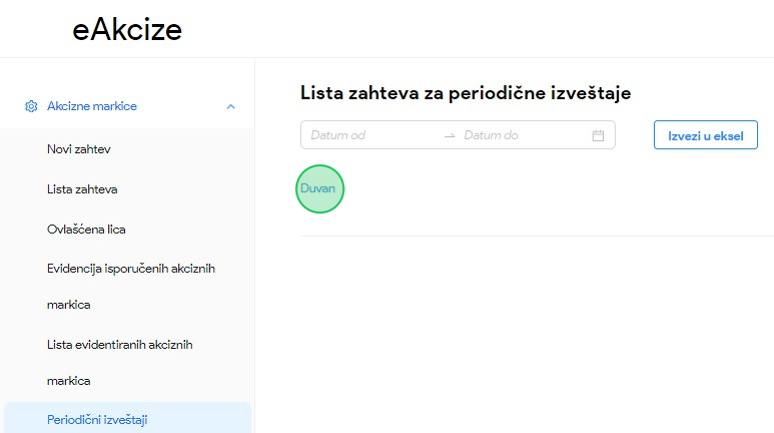 eAkcize
Akcizne markice
Novi zahtev
Lista zahteva
Ovlašćena lica
Evidencija isporučenih akciznih
markica
Lista evidentiranih akciznih
markica
Periodični izveštaji
Lista zahteva za periodične izveštaje
Datum od → Datum do
Izvezi u eksel
Duvan